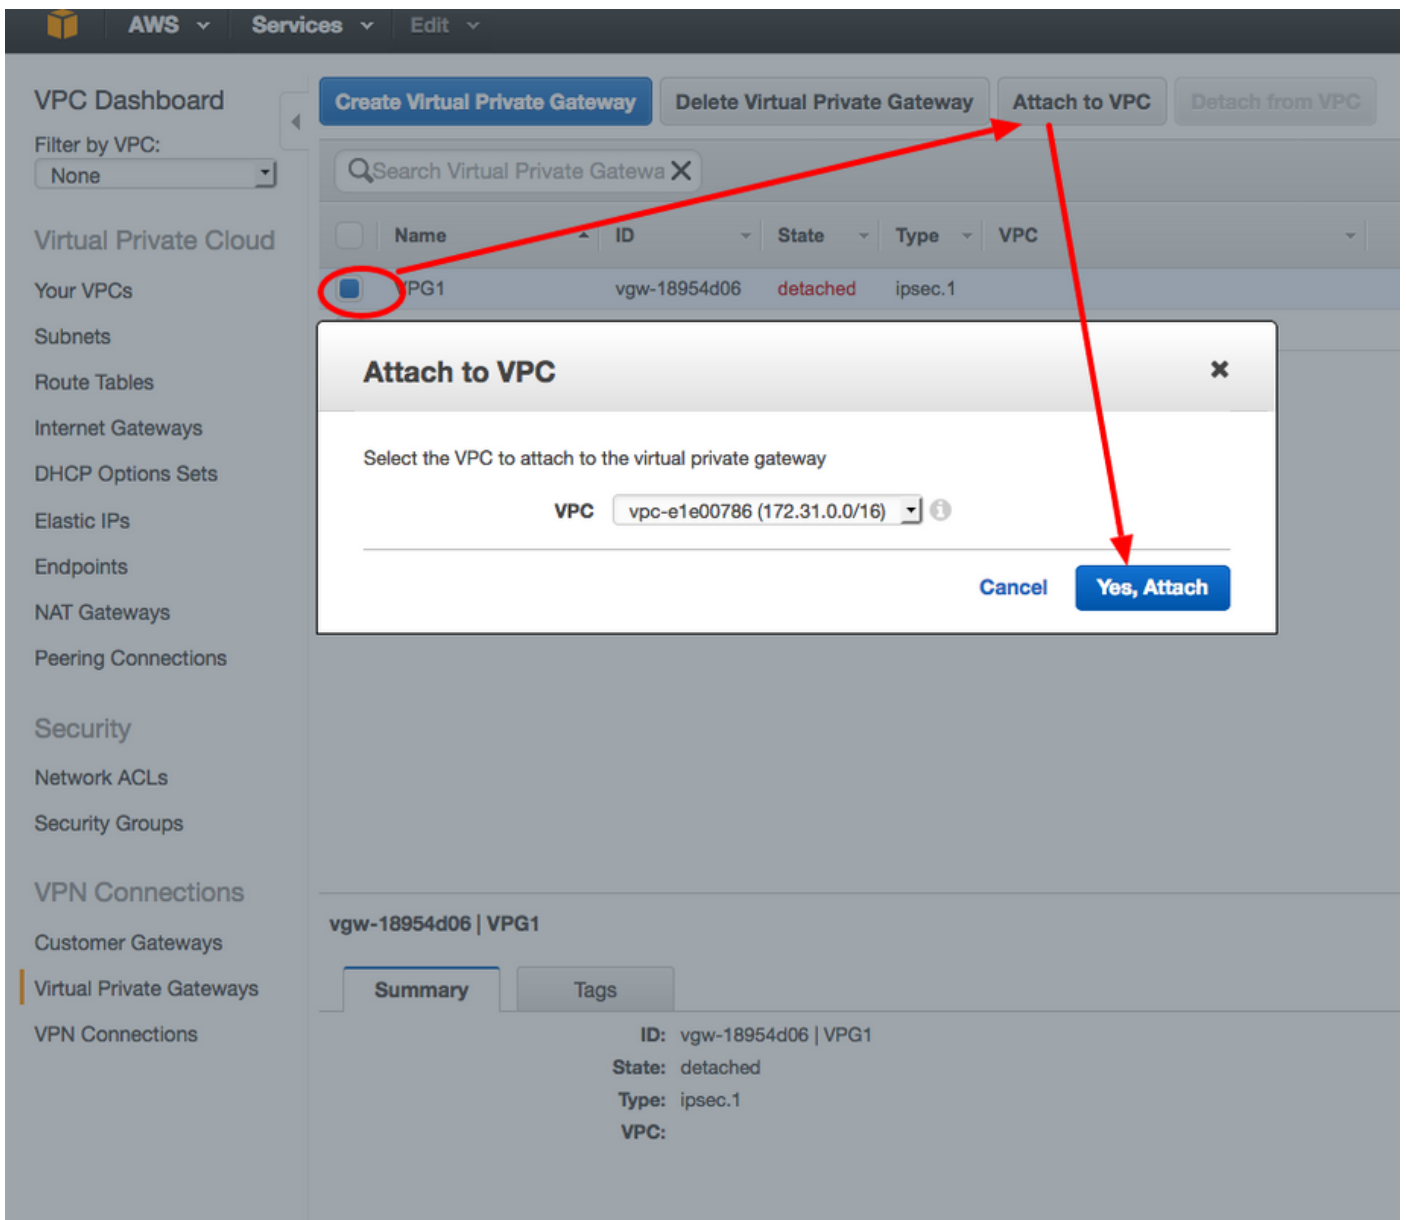 AWS Services Edit
VPC Dashboard
Filter by VPC:
None
Virtual Private Cloud
Your VPCs
Subnets
Route Tables
Internet Gateways
DHCP Options Sets
Elastic IPs
Endpoints
NAT Gateways
Peering Connections
Security
Network ACLs
Security Groups
VPN Connections
Customer Gateways
Virtual Private Gateways
VPN Connections
Create Virtual Private Gateway Delete Virtual Private Gateway Attach to VPC Detach from VPC
Search Virtual Private Gatewa
Name ID State Type VPC
VPG1 vgw-18954d06 detached ipsec.1
Attach to VPC
Select the VPC to attach to the virtual private gateway
VPC vpc-e1e00786 (172.31.0.0/16)
Cancel Yes, Attach
vgw-18954d06 | VPG1
Summary Tags
ID: vgw-18954d06 | VPG1
State: detached
Type: ipsec.1
VPC: